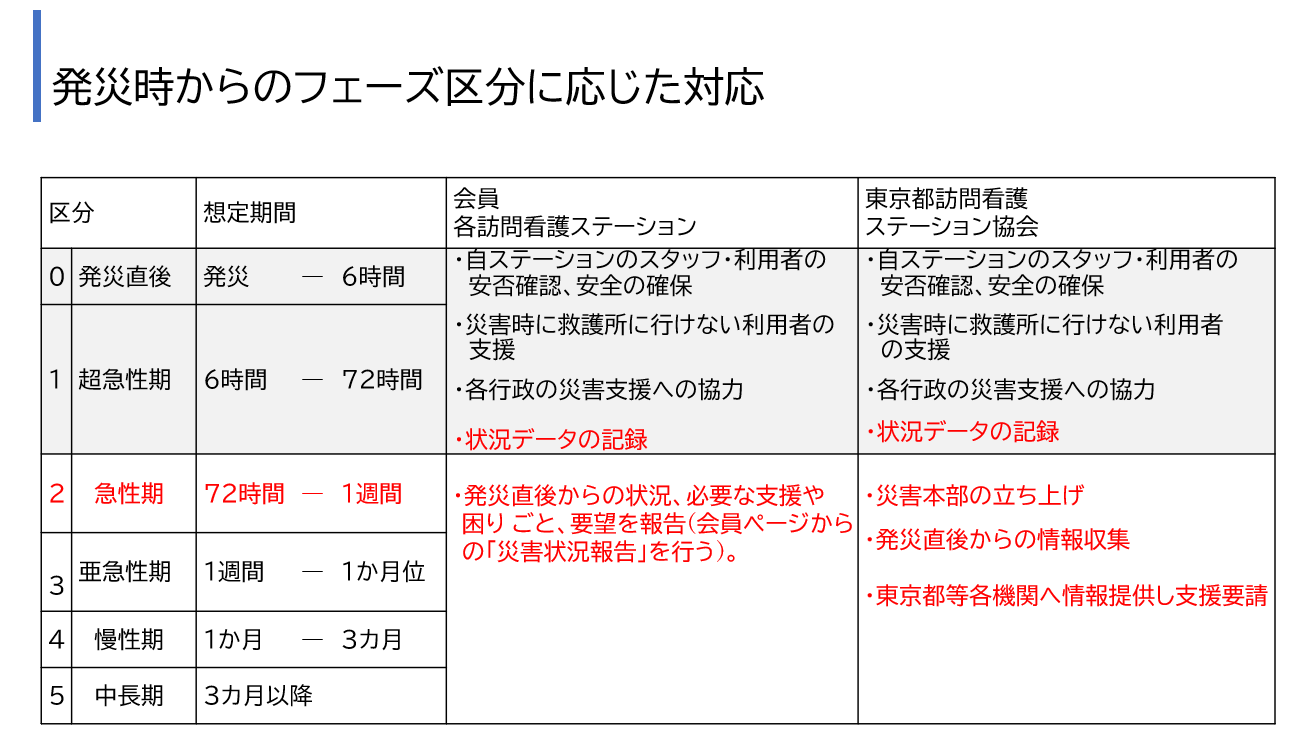 発災時からのフェーズ区分に応じた対応
区分
想定期間
会員
各訪問看護ステーション
東京都訪問看護
ステーション協会
0 発災直後 発災 ― 6時間
・自ステーションのスタッフ・利用者の
安否確認、安全の確保
・災害時に救護所に行けない利用者の
支援
・各行政の災害支援への協力
・状況データの記録
・自ステーションのスタッフ・利用者の
安否確認、安全の確保
・災害時に救護所に行けない利用者
の支援
・各行政の災害支援への協力
・状況データの記録
1 超急性期 6時間 ― 72時間
2 急性期 72時間 ― 1週間
・発災直後からの状況、必要な支援や
困りごと、要望を報告(会員ページから
の「災害状況報告」を行う)。
・災害本部の立ち上げ
・発災直後からの情報収集
・東京都等各機関へ情報提供し支援要請
3 亜急性期 1週間 ― 1か月位
4 慢性期 1か月 ― 3カ月
5 中長期 3カ月以降